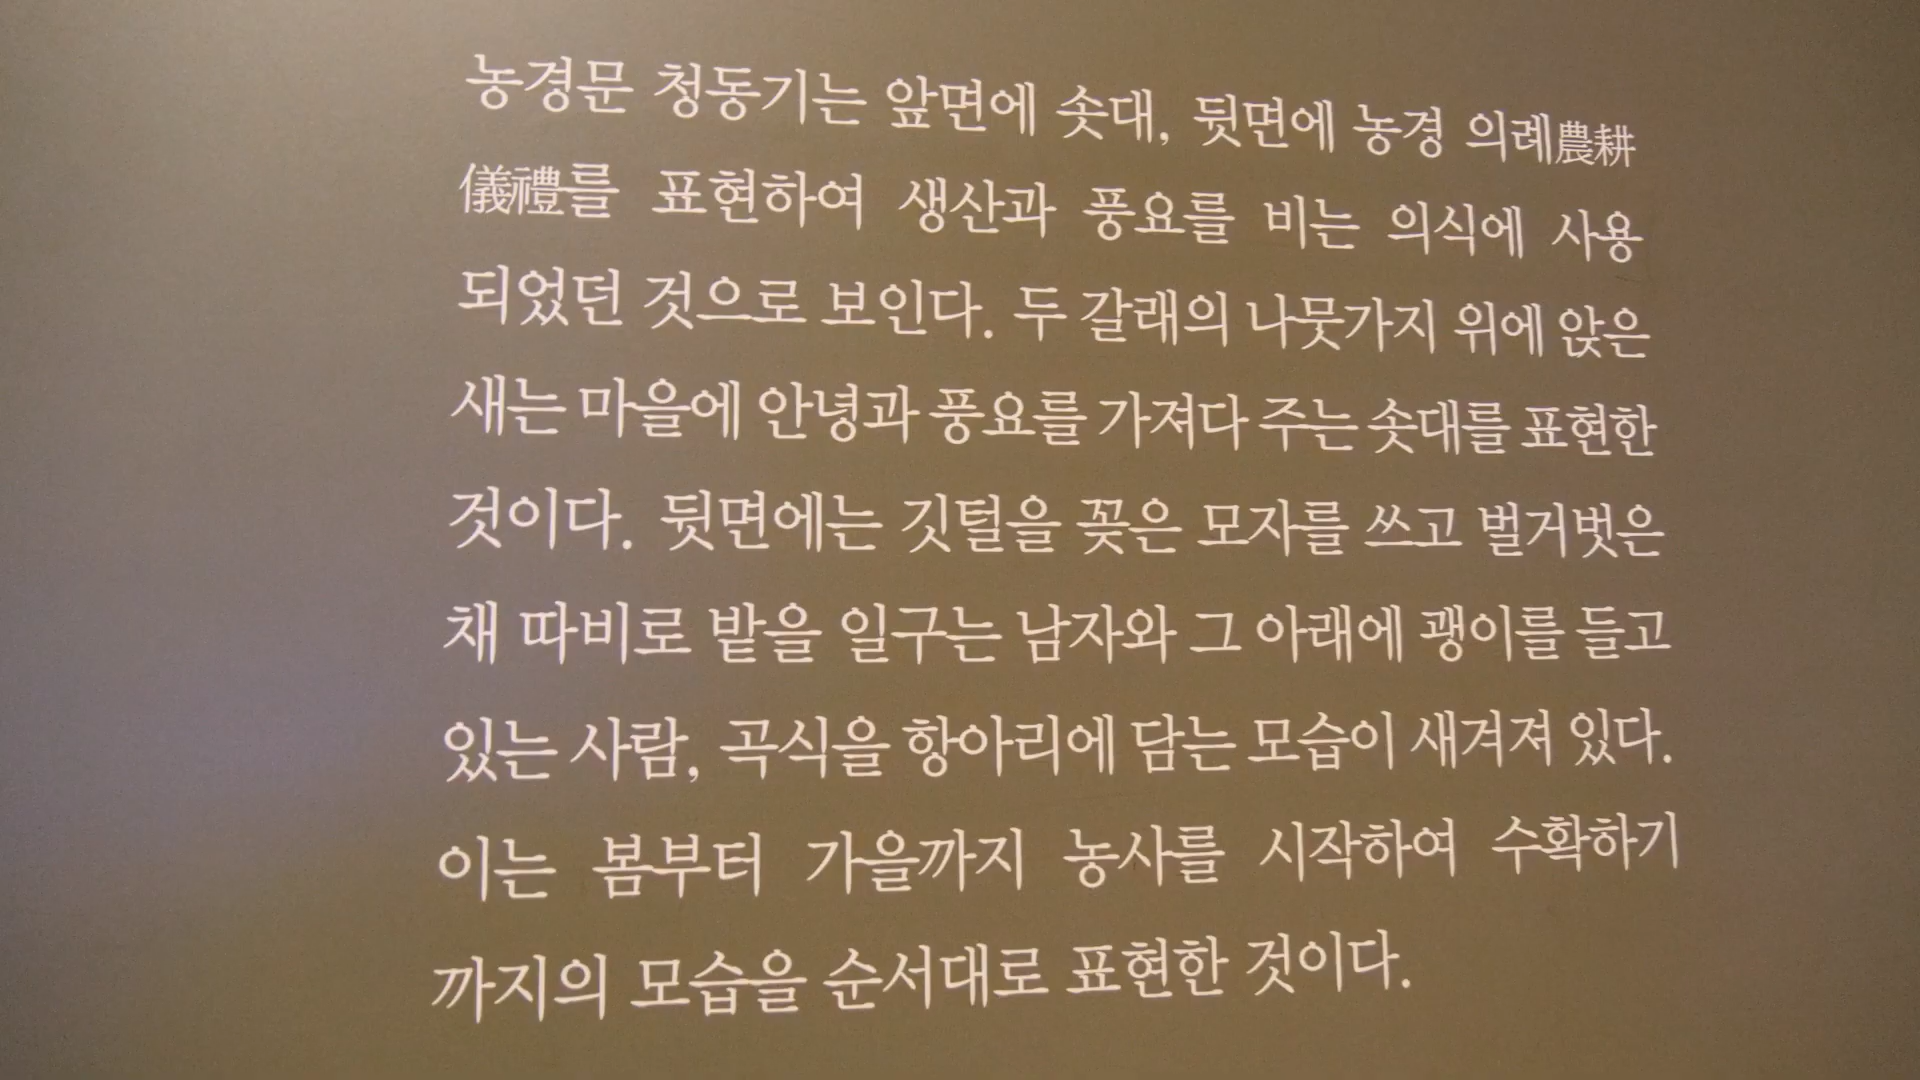 농경문 청동기는 앞면에 솟대, 뒷면에 농경 의례農耕
儀禮를 표현하여 생산과 풍요를 비는 의식에 사용
되었던 것으로 보인다. 두 갈래의 나뭇가지 위에 앉은
새는 마을에 안녕과 풍요를 가져다 주는 솟대를 표현한
것이다. 뒷면에는 깃털을 꽂은 모자를 쓰고 벌거벗은
채 따비로 밭을 일구는 남자와 그 아래에 괭이를 들고
있는 사람, 곡식을 항아리에 담는 모습이 새겨져 있다.
이는 봄부터 가을까지 농사를 시작하여 수확하기
까지의 모습을 순서대로 표현한 것이다.